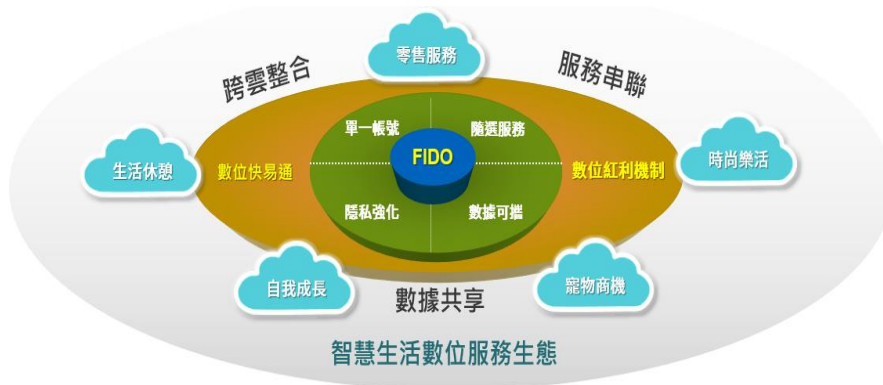 零售服務
跨雲整合
服務串聯
單一帳號
隨選服務
FIDO
生活休憩
數位快易通
數位紅利機制
時尚樂活
隱私強化
數據可攜
自我成長
數據共享
寵物商機
智慧生活數位服務生態